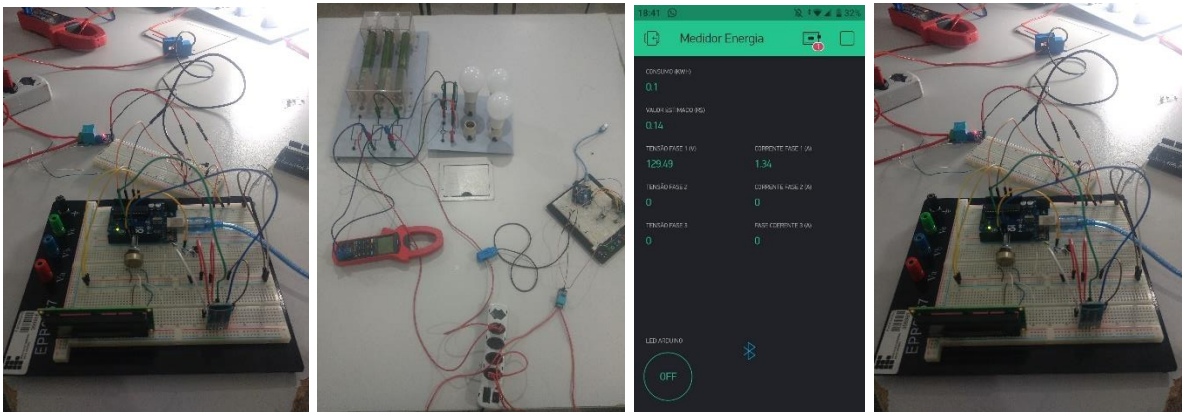 EPB
18:41
32%
Medidor Energia
CONSUMO (KWH)
0.1
VALOR ESTIMADO (R$)
0.14
TENSÃO FASE 1 (V)
CORRENTE FASE 1 (A)
129.49
1.34
TENSÃO FASE 2
CORRENTE FASE 2 (A)
0
0
TENSÃO FASE 3
FASE CORRENTE 3 (A)
0
0
LED ARDUINO
OFF